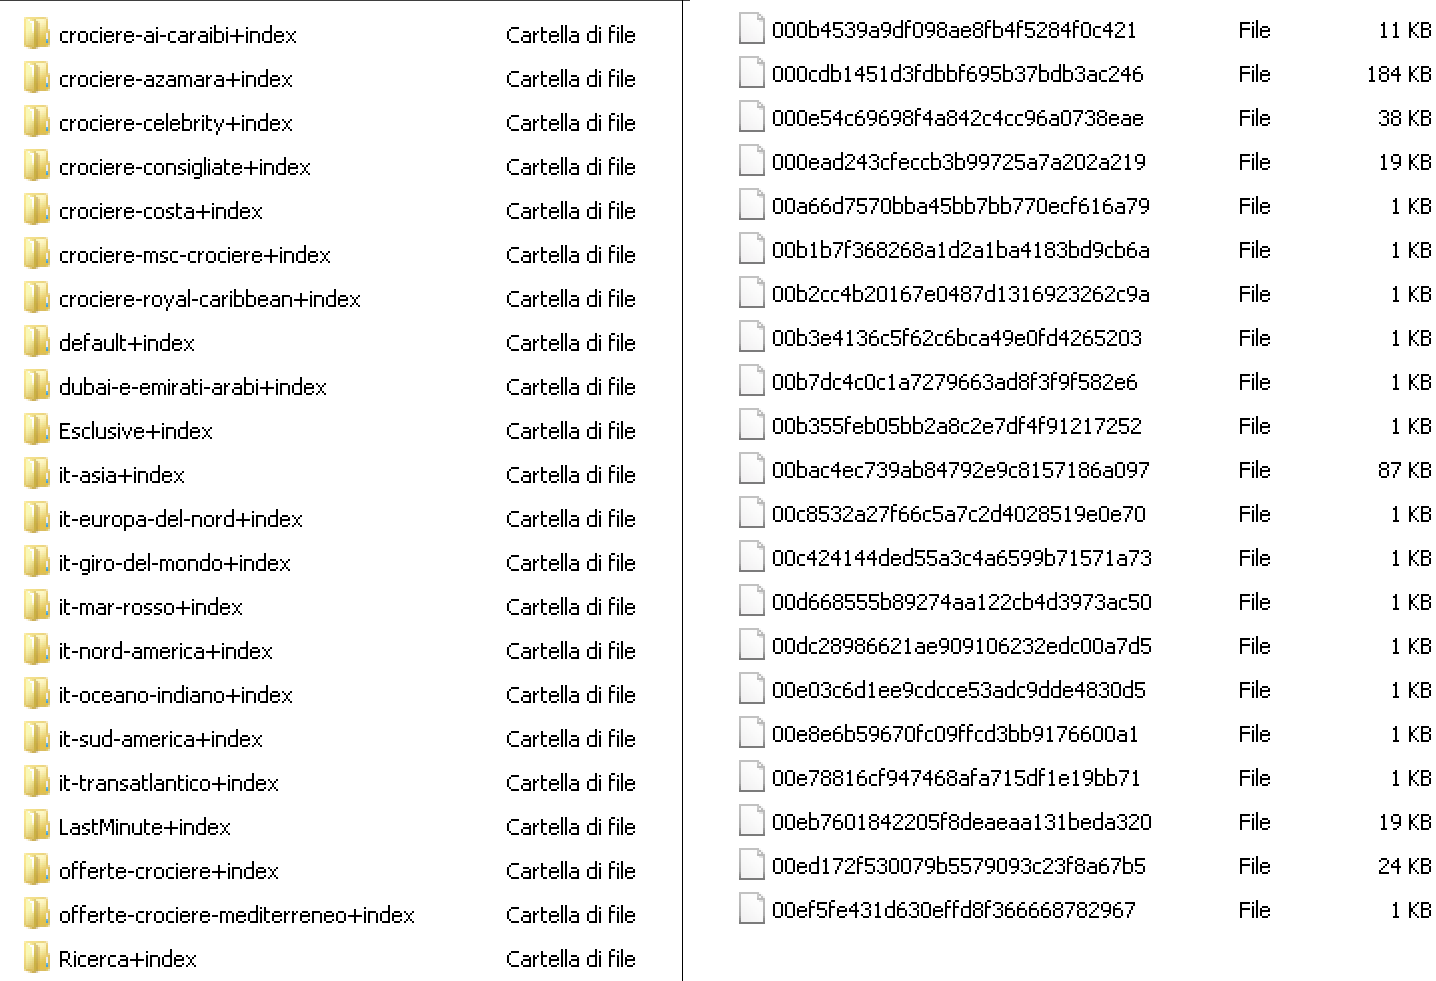 crociere-ai-caraibi+index Cartella di file
crociere-azamara+index Cartella di file
crociere-celebrity+index Cartella di file
crociere-consigliate+index Cartella di file
crociere-costa+index Cartella di file
crociere-msc-crociere+index Cartella di file
crociere-royal-caribbean+index Cartella di file
default+index Cartella di file
dubai-e-emirati-arabi+index Cartella di file
Esclusive+index Cartella di file
it-asia+index Cartella di file
it-europa-del-nord+index Cartella di file
it-giro-del-mondo+index Cartella di file
it-mar-rosso+index Cartella di file
it-nord-america+index Cartella di file
it-oceano-indiano+index Cartella di file
it-sud-america+index Cartella di file
it-transatlantico+index Cartella di file
LastMinute+index Cartella di file
offerte-crociere+index Cartella di file
offerte-crociere-mediterreneo+index Cartella di file
Ricerca+index Cartella di file
000b4539a9df098ae8fb4f5284f0c421 File 11 KB
000cdb1451d3fdbbf695b37bdb3ac246 File 184 KB
000e54c69698f4a842c4cc96a0738eae File 38 KB
000ead243cfeccb3b99725a7a202a219 File 19 KB
00a66d7570bba45bb7bb770ecf616a79 File 1 KB
00b1b7f368268a1d2a1ba4183bd9cb6a File 1 KB
00b2cc4b20167e0487d1316923262c9a File 1 KB
00b3e4136c5f62c6bca49e0fd4265203 File 1 KB
00b7dc4c0c1a7279663ad8f3f9f582e6 File 1 KB
00b355feb05bb2a8c2e7df4f91217252 File 1 KB
00bac4ec739ab84792e9c8157186a097 File 87 KB
00c8532a27f66c5a7c2d4028519e0e70 File 1 KB
00c424144ded55a3c4a6599b71571a73 File 1 KB
00d668555b89274aa122cb4d3973ac50 File 1 KB
00dc28986621ae909106232edc00a7d5 File 1 KB
00e03c6d1ee9cdcce53adc9dde4830d5 File 1 KB
00e8e6b59670fc09ffcd3bb9176600a1 File 1 KB
00e78816cf947468afa715df1e19bb71 File 1 KB
00eb7601842205f8deaeaa131beda320 File 19 KB
00ed172f530079b5579093c23f8a67b5 File 24 KB
00ef5fe431d630effd8f366668782967 File 1 KB